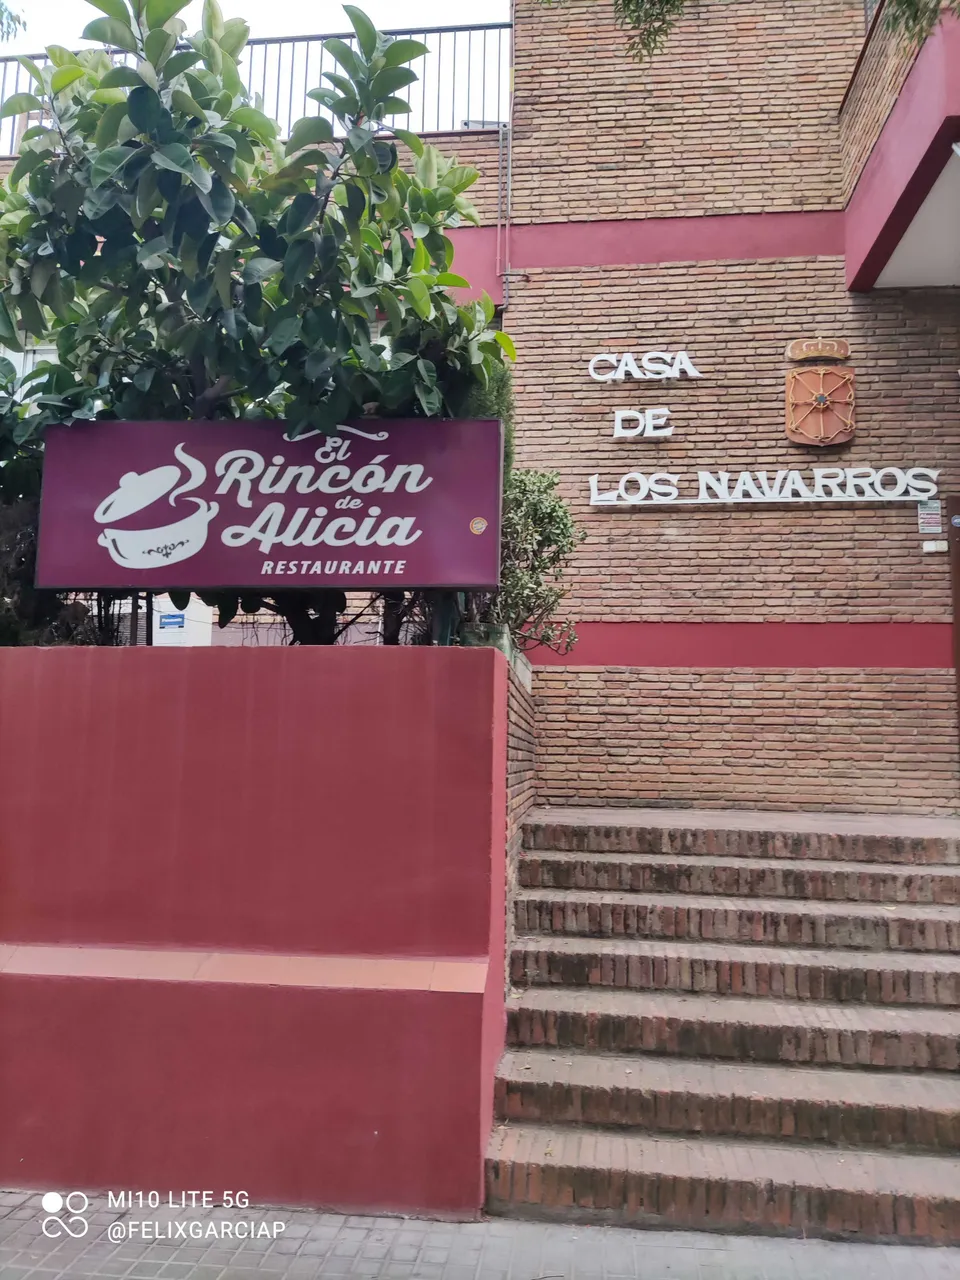 El
Rincón
de
Alicia
RESTAURANTE
CASA
DE
LOS NAVARROS
MI10 LITE 5G
@FELIXGARCIAP